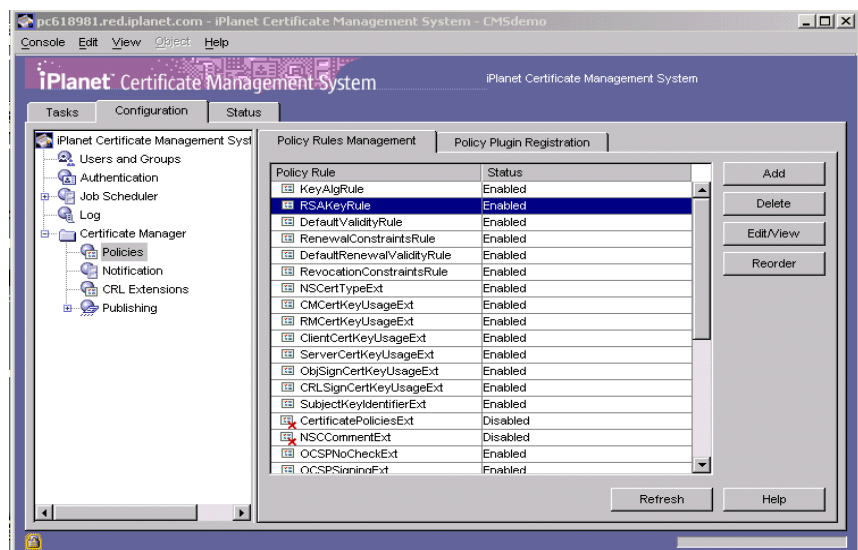 pc618981.red.iplanet.com - iPlanet Certificate Management System - CMSdemo
Console Edit View Object Help
iPlanet Certificate Management System
iPlanet Certificate Management System
Tasks Configuration Status
iPlanet Certificate Management Syst
Users and Groups
Authentication
Job Scheduler
Log
Certificate Manager
Policies
Notification
CRL Extensions
Publishing
Policy Rules Management Policy Plugin Registration
Policy Rule Status
KeyAlgRule Enabled
RSAKeyRule Enabled
DefaultValidityRule Enabled
RenewalConstraintsRule Enabled
DefaultRenewalValidityRule Enabled
RevocationConstraintsRule Enabled
NSCertTypeExt Enabled
CMCertKeyUsageExt Enabled
RMCertKeyUsageExt Enabled
ClientCertKeyUsageExt Enabled
ServerCertKeyUsageExt Enabled
ObjSignCertKeyUsageExt Enabled
CRLSignCertKeyUsageExt Enabled
SubjectKeyIdentifierExt Enabled
CertificatePoliciesExt Disabled
NSCCommentExt Disabled
OCSPNoCheckExt Enabled
OCSPSigningExt Enabled
Add
Delete
Edit/View
Reorder
Refresh Help